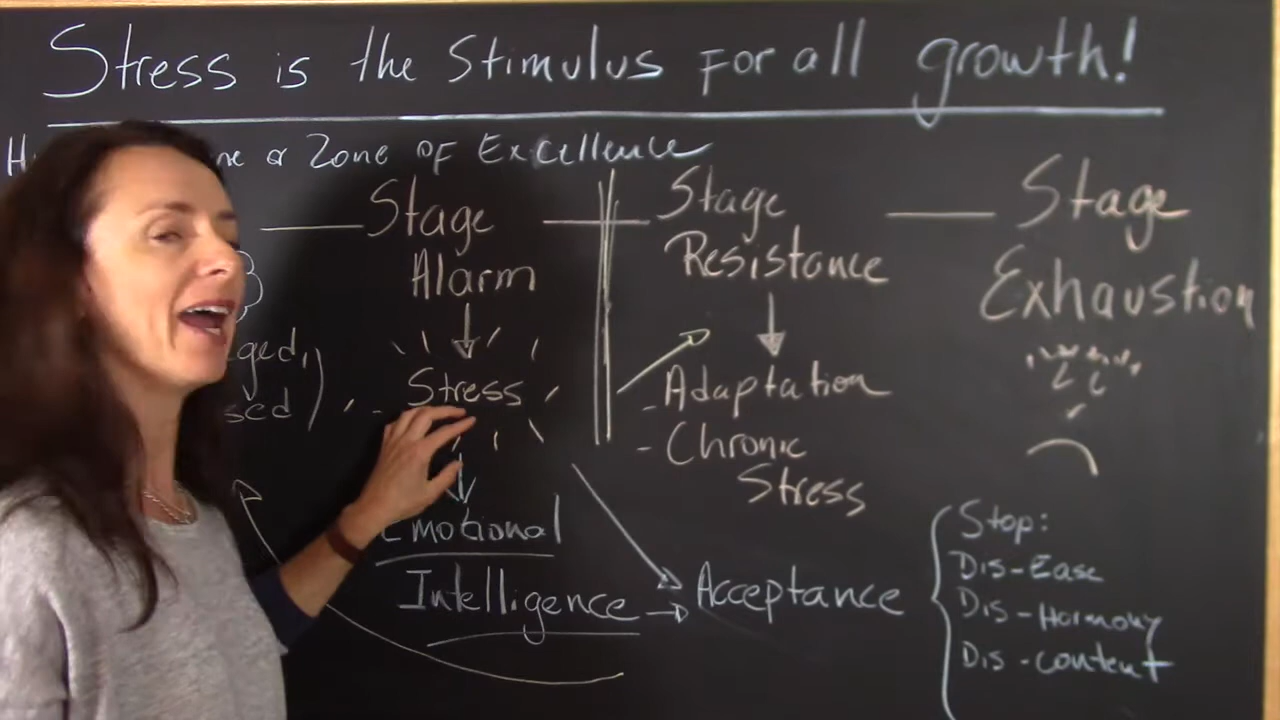 Stress is the Stimulus for all growth!
Zone of Excellence
Stage
Alarm
Stress
Emotional
Intelligence
Stage
Resistance
- Adaptation
- Chronic
Stress
Acceptance
Stage
Exhaustion
Stop:
Dis-Ease
Dis-Harmony
Dis-content